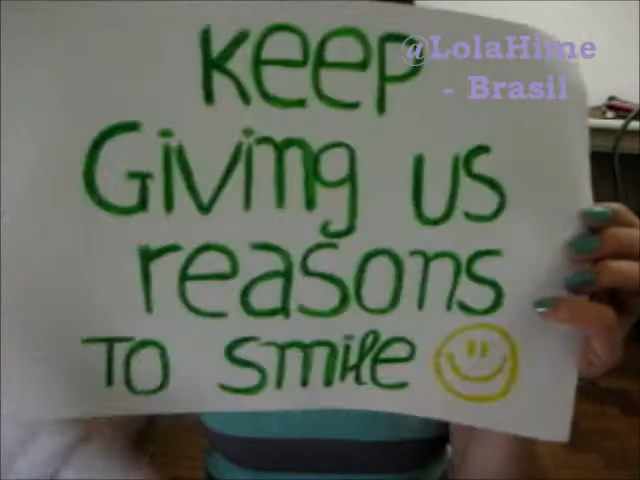 @LolaHime
- Brasil
KEEP
Giving us
reasons
To smile